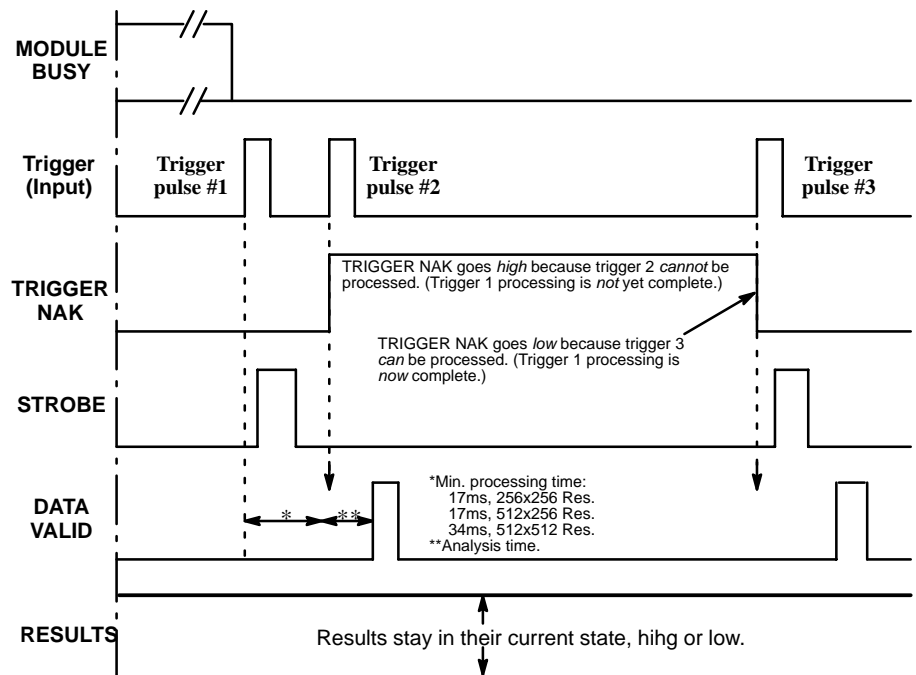 MODULE
BUSY
Trigger
(Input)
Trigger
pulse #1
Trigger
pulse #2
Trigger
pulse #3
TRIGGER
NAK
TRIGGER NAK goes high because trigger 2 cannot be
processed. (Trigger 1 processing is not yet complete.)
TRIGGER NAK goes low because trigger 3
can be processed. (Trigger 1 processing is
now complete.)
STROBE
DATA
VALID
*
**
*Min. processing time:
17ms, 256x256 Res.
17ms, 512x256 Res.
34ms, 512x512 Res.
**Analysis time.
RESULTS
Results stay in their current state, hihg or low.